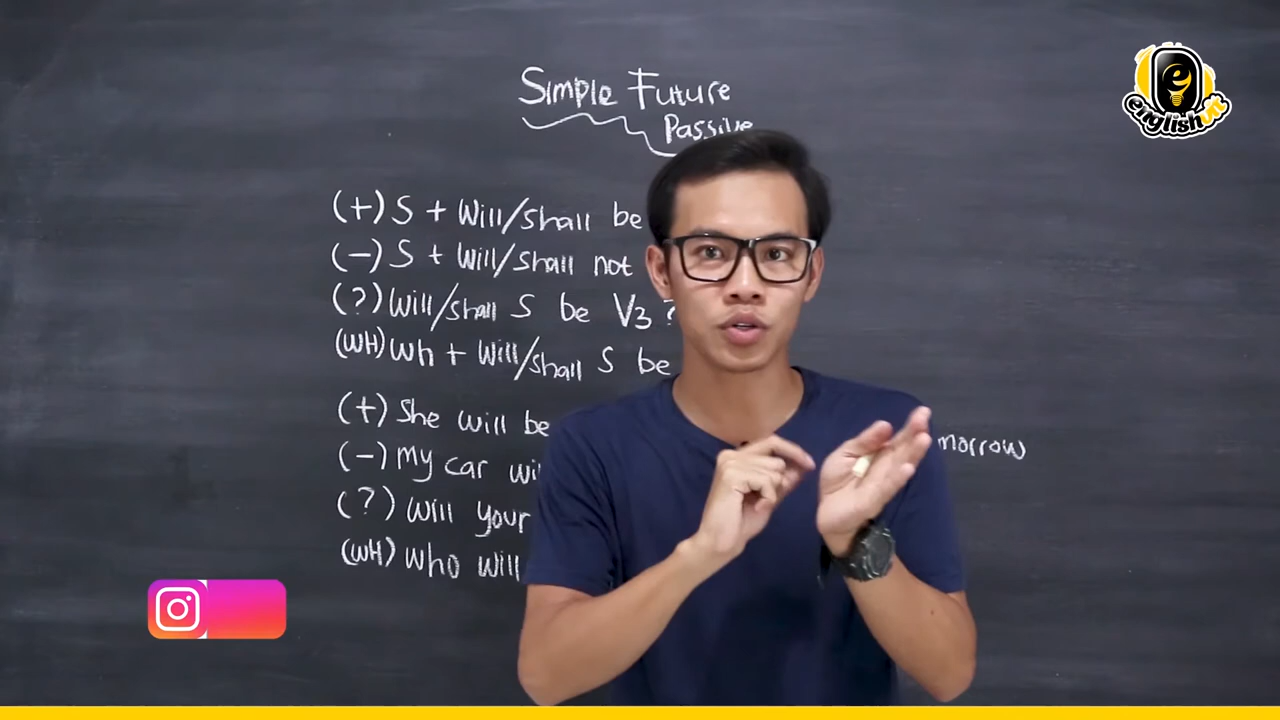 Simple Future
Passive
(+) S + Will/shall be
(-) S + Will/shall not
(?) Will/shall S be V3 ?
(WH) Wh + Will/shall S be
(+) She will be
(-) My car
morrow
(?) Will your
(WH) Who will
e
englishvit